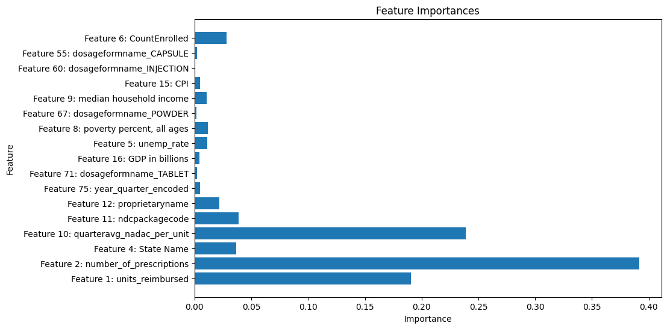 Feature Importances
Feature 6: CountEnrolled
Feature 55: dosageformname_CAPSULE
Feature 60: dosageformname_INJECTION
Feature 15: CPI
Feature 9: median household income
Feature 67: dosageformname_POWDER
Feature 8: poverty percent, all ages
Feature 5: unemp_rate
Feature 16: GDP in billions
Feature 71: dosageformname_TABLET
Feature 75: year_quarter_encoded
Feature 12: proprietaryname
Feature 11: ndcpackagecode
Feature 10: quarteravg_nadac_per_unit
Feature 4: State Name
Feature 2: number_of_prescriptions
Feature 1: units_reimbursed
Feature
0.00 0.05 0.10 0.15 0.20 0.25 0.30 0.35 0.40
Importance